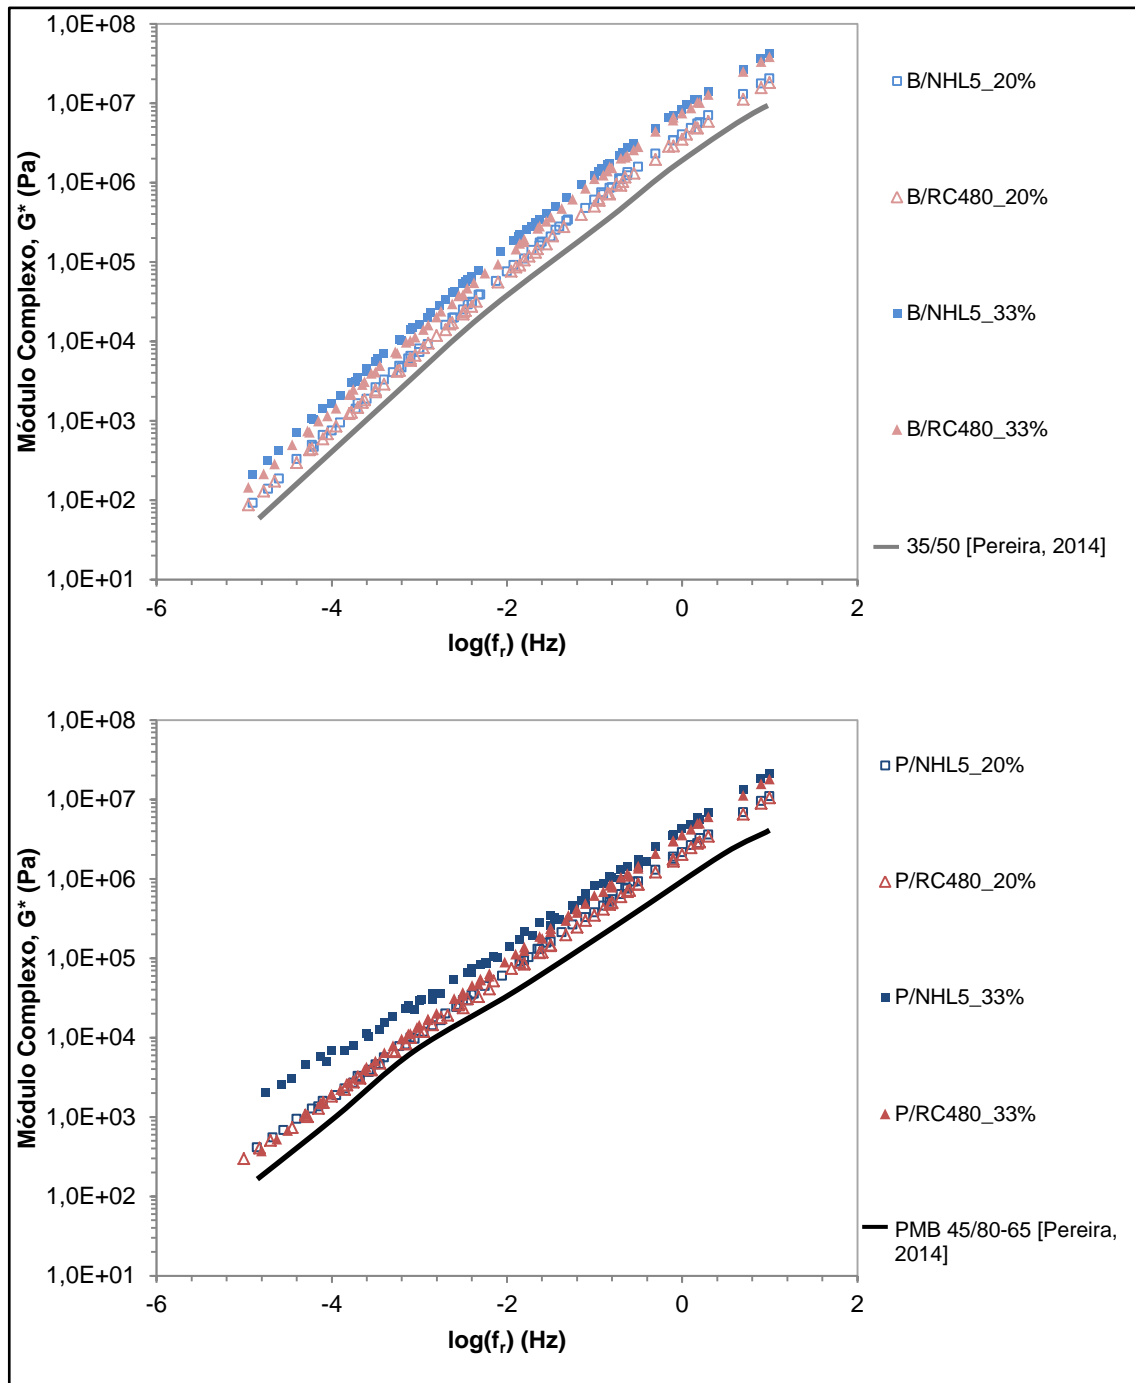 1,0E+08
1,0E+07
1,0E+06
1,0E+05
1,0E+04
1,0E+03
1,0E+02
1,0E+01
Módulo Complexo, G* (Pa)
-6 -4 -2 0 2
log(fr) (Hz)
B/NHL5_20%
B/RC480_20%
B/NHL5_33%
B/RC480_33%
35/50 [Pereira, 2014]
1,0E+08
1,0E+07
1,0E+06
1,0E+05
1,0E+04
1,0E+03
1,0E+02
1,0E+01
Módulo Complexo, G* (Pa)
-6 -4 -2 0 2
log(fr) (Hz)
P/NHL5_20%
P/RC480_20%
P/NHL5_33%
P/RC480_33%
PMB 45/80-65 [Pereira,
2014]